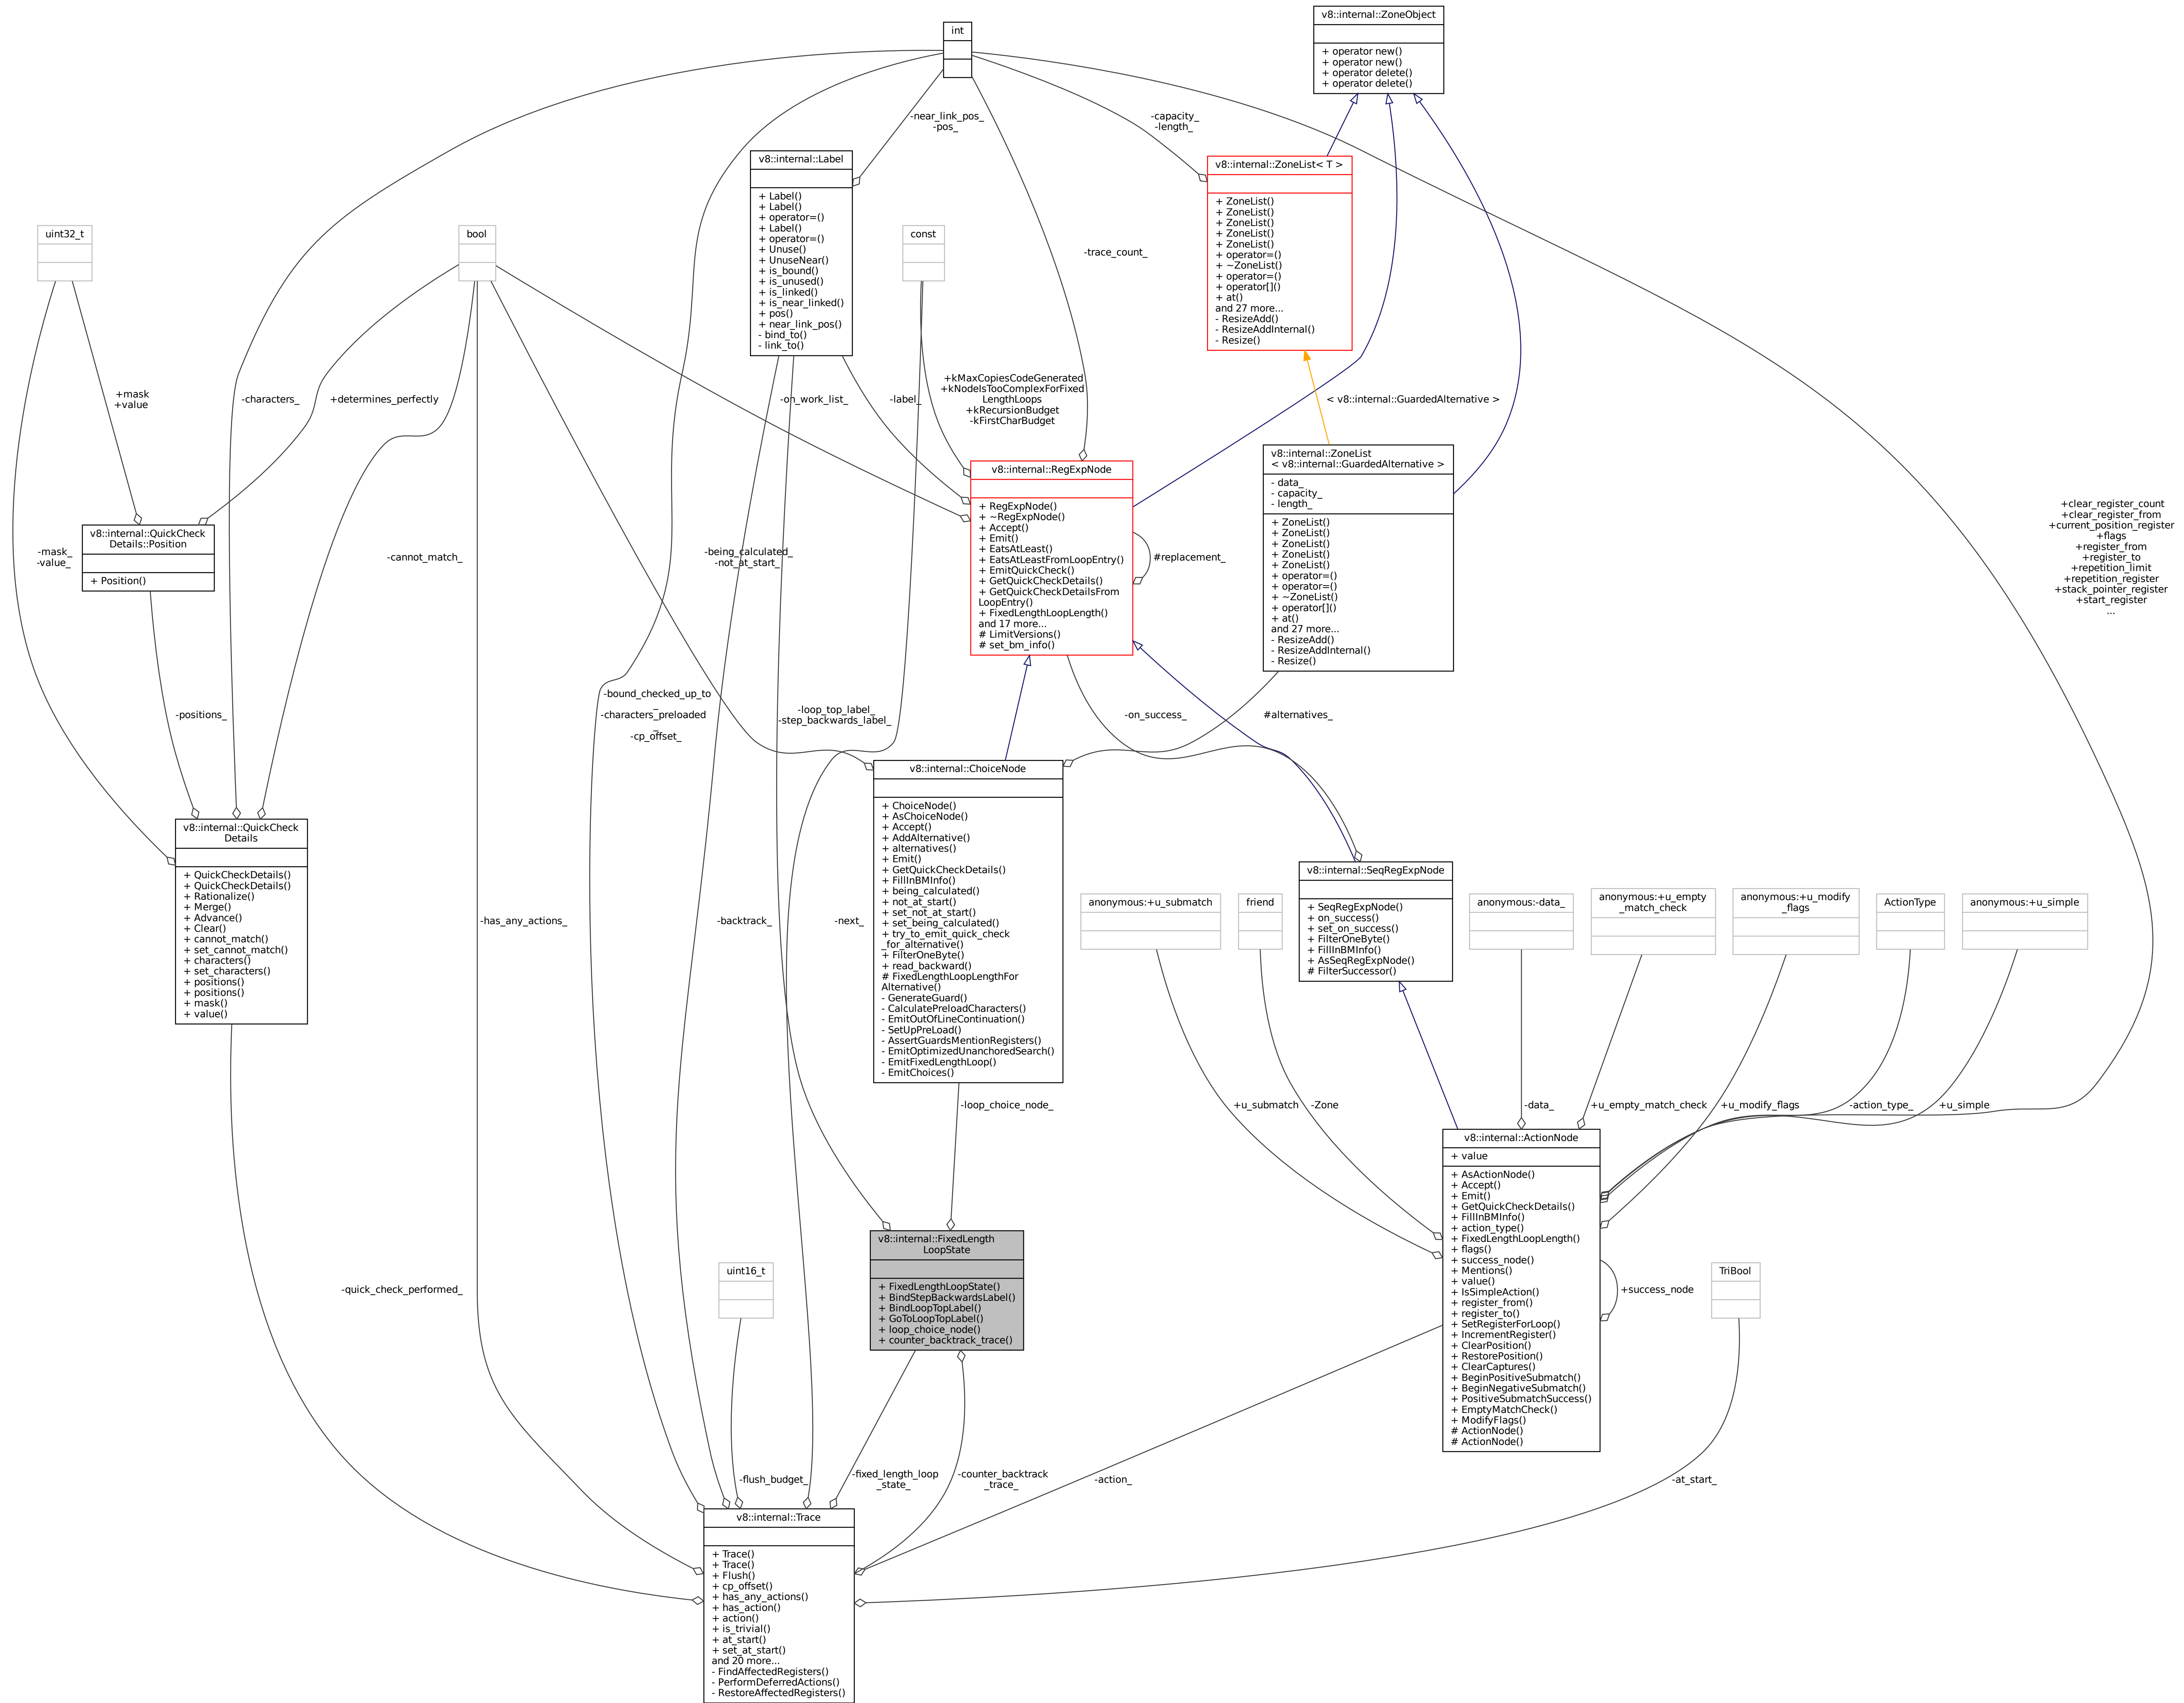 v8::internal::ZoneObject
+ operator new()
+ operator new()
+ operator delete()
+ operator delete()
int
-near_link_pos_
-pos_
-capacity_
-length_
v8::internal::Label
+ Label()
+ Label()
+ operator=()
+ Label()
+ operator=()
+ Unuse()
+ UnuseNear()
+ is_bound()
+ is_unused()
+ is_linked()
+ is_near_linked()
+ pos()
+ near_link_pos()
- bind_to()
- link_to()
v8::internal::ZoneList< T >
+ ZoneList()
+ ZoneList()
+ ZoneList()
+ ZoneList()
+ ZoneList()
+ operator=()
+ ~ZoneList()
+ operator=()
+ operator[]()
+ at()
and 27 more...
- ResizeAdd()
- ResizeAddInternal()
- Resize()
uint32_t
bool
const
-trace_count_
+mask
+value
-characters_
+determines_perfectly
-on_work_list_
-label_
+kMaxCopiesCodeGenerated
+kNodeIsTooComplexForFixed
LengthLoops
+kRecursionBudget
-kFirstCharBudget
< v8::internal::GuardedAlternative >
v8::internal::RegExpNode
+ RegExpNode()
+ ~RegExpNode()
+ Accept()
+ Emit()
+ EatsAtLeast()
+ EatsAtLeastFromLoopEntry()
+ EmitQuickCheck()
+ GetQuickCheckDetails()
+ GetQuickCheckDetailsFrom
LoopEntry()
+ FixedLengthLoopLength()
and 17 more...
# LimitVersions()
# set_bm_info()
#replacement_
v8::internal::ZoneList
< v8::internal::GuardedAlternative >
- data_
- capacity_
- length_
+ ZoneList()
+ ZoneList()
+ ZoneList()
+ ZoneList()
+ ZoneList()
+ operator=()
+ operator=()
+ ~ZoneList()
+ operator[]()
+ at()
and 27 more...
- ResizeAdd()
- ResizeAddInternal()
- Resize()
+clear_register_count
+clear_register_from
+current_position_register
+flags
+register_from
+register_to
+repetition_limit
+repetition_register
+stack_pointer_register
+start_register
...
v8::internal::QuickCheck
Details::Position
+ Position()
-mask_
-value_
-cannot_match_
-being_calculated_
-not_at_start_
-positions_
-bound_checked_up_to
_
-characters_preloaded
_
-cp_offset_
-loop_top_label_
-step_backwards_label_
-on_success_
#alternatives_
v8::internal::ChoiceNode
+ ChoiceNode()
+ AsChoiceNode()
+ Accept()
+ AddAlternative()
+ alternatives()
+ Emit()
+ GetQuickCheckDetails()
+ FillInBMInfo()
+ being_calculated()
+ not_at_start()
+ set_not_at_start()
+ set_being_calculated()
+ try_to_emit_quick_check
_for_alternative()
+ FilterOneByte()
+ read_backward()
# FixedLengthLoopLengthFor
Alternative()
- GenerateGuard()
- CalculatePreloadCharacters()
- EmitOutOfLineContinuation()
- SetUpPreLoad()
- AssertGuardsMentionRegisters()
- EmitOptimizedUnanchoredSearch()
- EmitFixedLengthLoop()
- EmitChoices()
v8::internal::QuickCheck
Details
+ QuickCheckDetails()
+ QuickCheckDetails()
+ Rationalize()
+ Merge()
+ Advance()
+ Clear()
+ cannot_match()
+ set_cannot_match()
+ characters()
+ set_characters()
+ positions()
+ positions()
+ mask()
+ value()
v8::internal::SeqRegExpNode
+ SeqRegExpNode()
+ on_success()
+ set_on_success()
+ FilterOneByte()
+ FillInBMInfo()
+ AsSeqRegExpNode()
# FilterSuccessor()
-has_any_actions_
-backtrack_
-next_
anonymous:+u_submatch
friend
anonymous:-data_
anonymous:+u_empty
_match_check
anonymous:+u_modify
_flags
ActionType
anonymous:+u_simple
-loop_choice_node_
+u_submatch
-Zone
-data_
+u_empty_match_check
+u_modify_flags
-action_type_
+u_simple
v8::internal::ActionNode
+ value
+ AsActionNode()
+ Accept()
+ Emit()
+ GetQuickCheckDetails()
+ FillInBMInfo()
+ action_type()
+ FixedLengthLoopLength()
+ flags()
+ success_node()
+ Mentions()
+ value()
+ IsSimpleAction()
+ register_from()
+ register_to()
+ SetRegisterForLoop()
+ IncrementRegister()
+ ClearPosition()
+ RestorePosition()
+ ClearCaptures()
+ BeginPositiveSubmatch()
+ BeginNegativeSubmatch()
+ PositiveSubmatchSuccess()
+ EmptyMatchCheck()
+ ModifyFlags()
# ActionNode()
# ActionNode()
+success_node
v8::internal::FixedLength
LoopState
+ FixedLengthLoopState()
+ BindStepBackwardsLabel()
+ BindLoopTopLabel()
+ GoToLoopTopLabel()
+ loop_choice_node()
+ counter_backtrack_trace()
-quick_check_performed_
uint16_t
TriBool
-flush_budget_
-fixed_length_loop
_state_
-counter_backtrack
_trace_
-action_
-at_start_
v8::internal::Trace
+ Trace()
+ Trace()
+ Flush()
+ cp_offset()
+ has_any_actions()
+ has_action()
+ action()
+ is_trivial()
+ at_start()
+ set_at_start()
and 20 more...
- FindAffectedRegisters()
- PerformDeferredActions()
- RestoreAffectedRegisters()